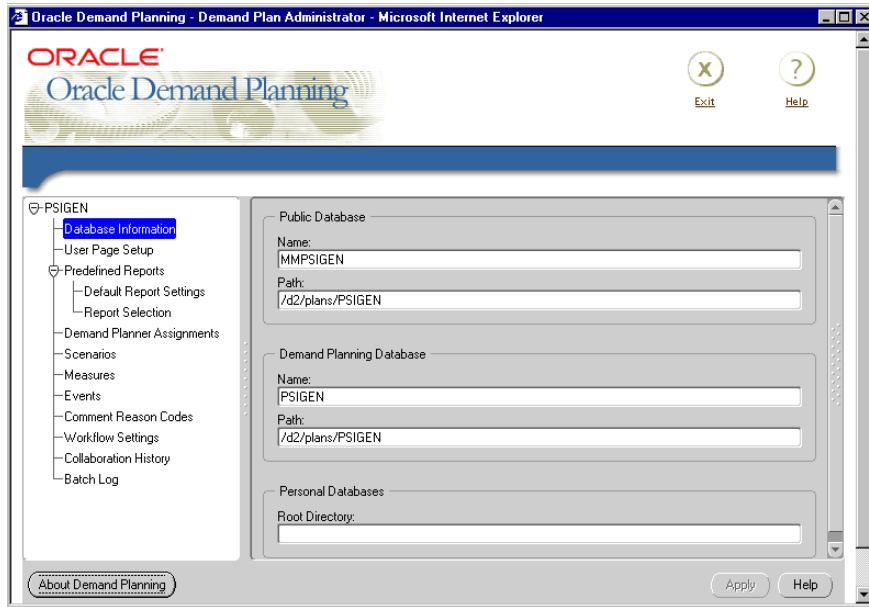 Oracle Demand Planning - Demand Plan Administrator - Microsoft Internet Explorer
ORACLE
Oracle Demand Planning
X
?
Exit
Help
PSIGEN
Database Information
User Page Setup
Predefined Reports
Default Report Settings
Report Selection
Demand Planner Assignments
Scenarios
Measures
Events
Comment Reason Codes
Workflow Settings
Collaboration History
Batch Log
Public Database
Name:
MMPSIGEN
Path:
/d2/plans/PSIGEN
Demand Planning Database
Name:
PSIGEN
Path:
/d2/plans/PSIGEN
Personal Databases
Root Directory:
About Demand Planning
Apply
Help